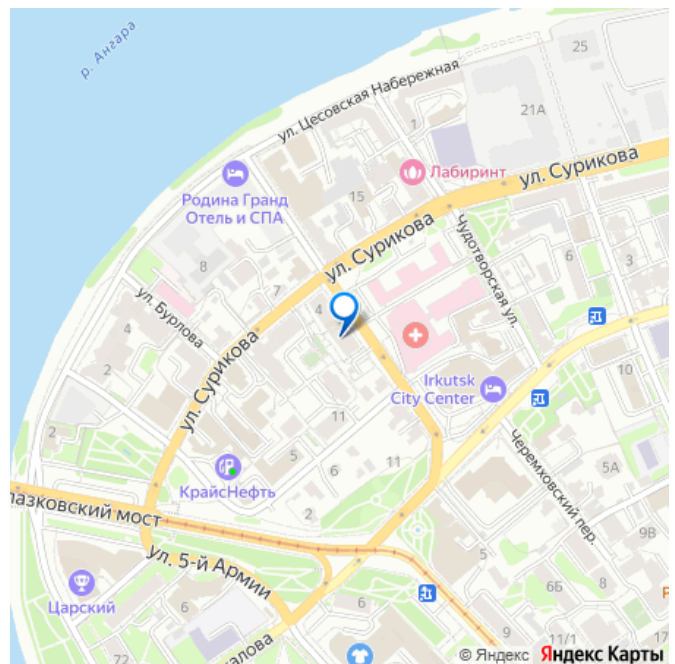 р. Ангара
25
ул. Цесовская Набережная
21А
1
Лабиринт
ул. Сурикова
Родина Гранд
Отель и СПА
15
ул. Сурикова
Чудотворская ул.
6
3
8
7
4
ул. Бурлова
4
2
Irkutsk
City Center
10
ул. Сурикова
11
2
5
6
11
Черемховский пер.
5А
КрайсНефть
2
лазковский мост
9В
ул. 5-й Армии
5
6Б
8
Царский
6
9
11/1
17
72
алова
© Яндекс Яндекс Карты